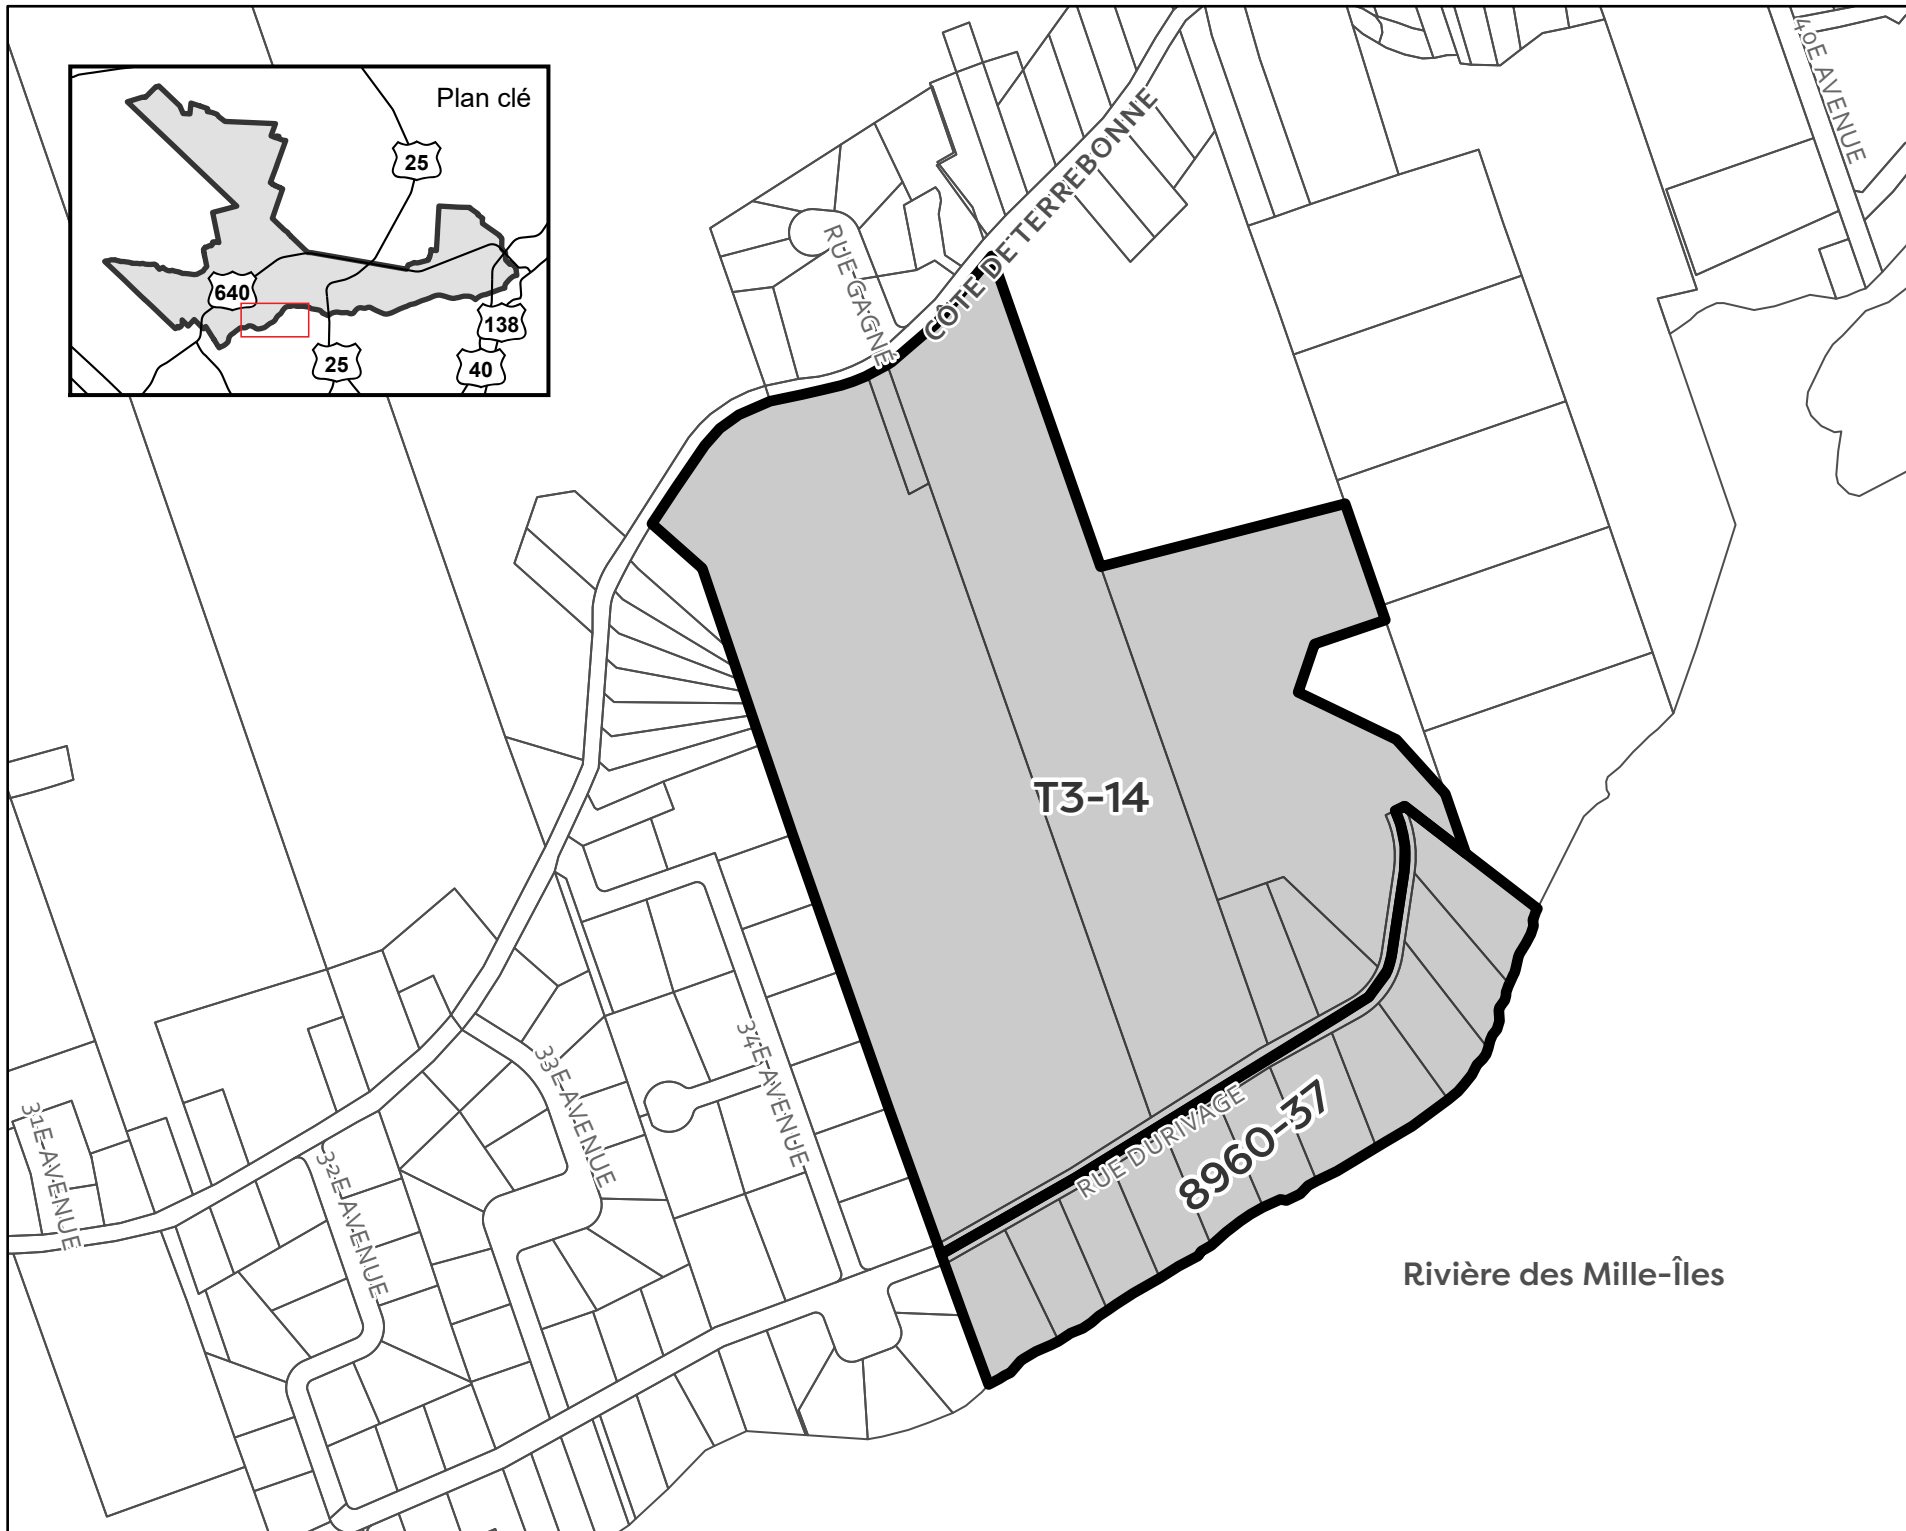 Plan clé
25
640
138
25
40
40E AVENUE
CÔTE DE TERREBONNE
RUE GAGNÉ
T3-14
33E AVENUE
34E AVENUE
31E AVENUE
32E AVENUE
RUE DURIVAGE
8960-37
Rivière des Mille-Îles